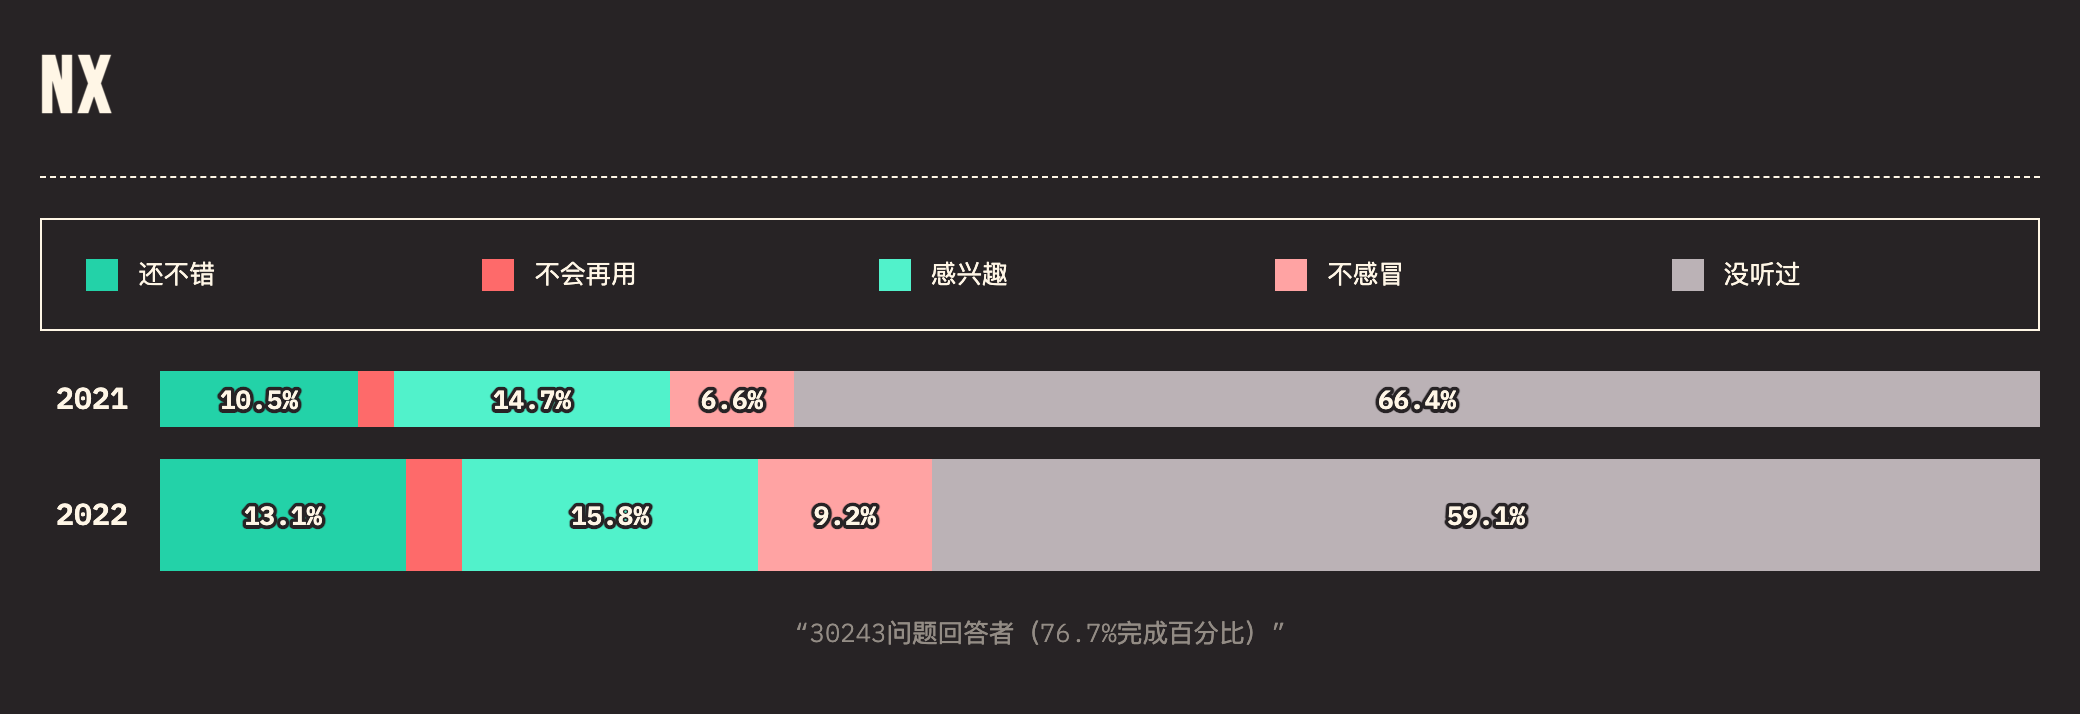 NX
还不错 不会再用 感兴趣 不感冒 没听过
2021 10.5% 14.7% 6.6% 66.4%
2022 13.1% 15.8% 9.2% 59.1%
“30243问题回答者（76.7%完成百分比）”